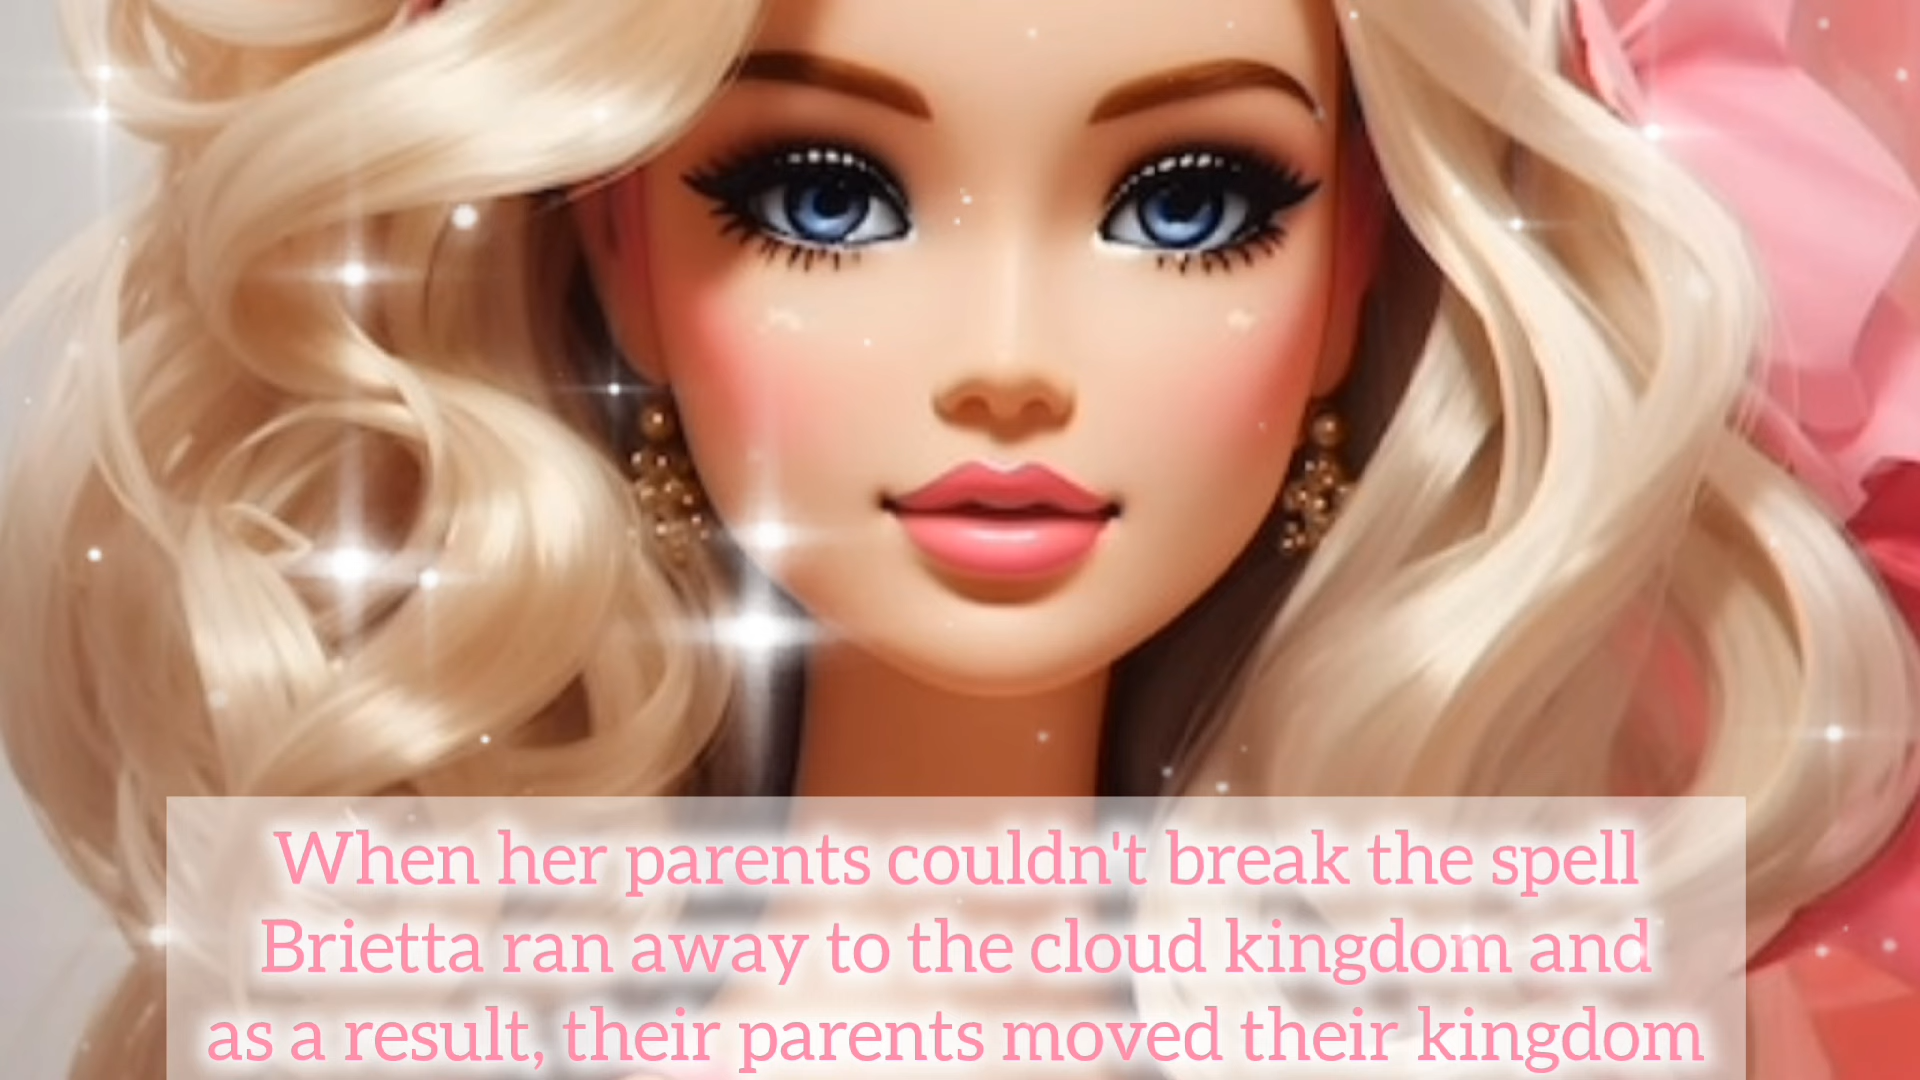 When her parents couldn't break the spell
Brietta ran away to the cloud kingdom and
as a result, their parents moved their kingdom